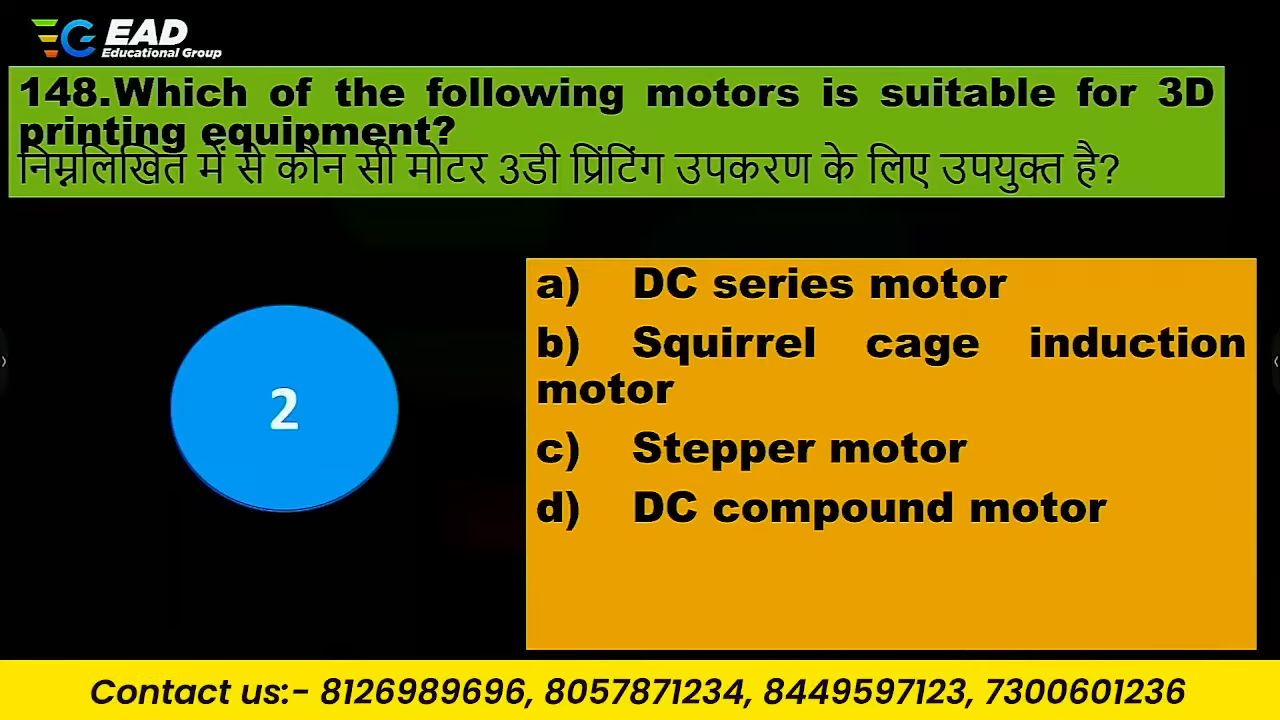 EAD
Educational Group
148.Which of the following motors is suitable for 3D
printing equipment?
निम्नलिखित में से कौन सी मोटर 3डी प्रिंटिंग उपकरण के लिए उपयुक्त है?
2
a) DC series motor
b) Squirrel cage induction
motor
c) Stepper motor
d) DC compound motor
Contact us:- 8126989696, 8057871234, 8449597123, 7300601236